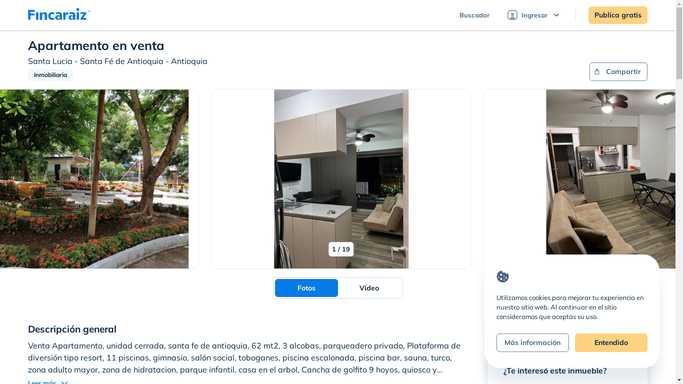 Fincaraiz
Buscador
Ingresar
Publica gratis
Apartamento en venta
Santa Lucia - Santa Fé de Antioquia - Antioquia
Inmobiliaria
Compartir
1 / 19
Fotos
Video
Utilizamos cookies para mejorar tu experiencia en
nuestro sitio web. Al continuar en el sitio
consideramos que aceptas su uso.
Más información
Entendido
Descripción general
Venta Apartamento, unidad cerrada, santa fe de antioquia, 62 mt2, 3 alcobas, parqueadero privado, Plataforma de
diversión tipo resort, 11 piscinas, gimnasio, salón social, toboganes, piscina escalonada, piscina bar, sauna, turco,
zona adulto mayor, zona de hidratacion, parque infantil, casa en el arbol, Cancha de golfito 9 hoyos, quiosco y...
Leer más
¿Te interesó este inmueble?